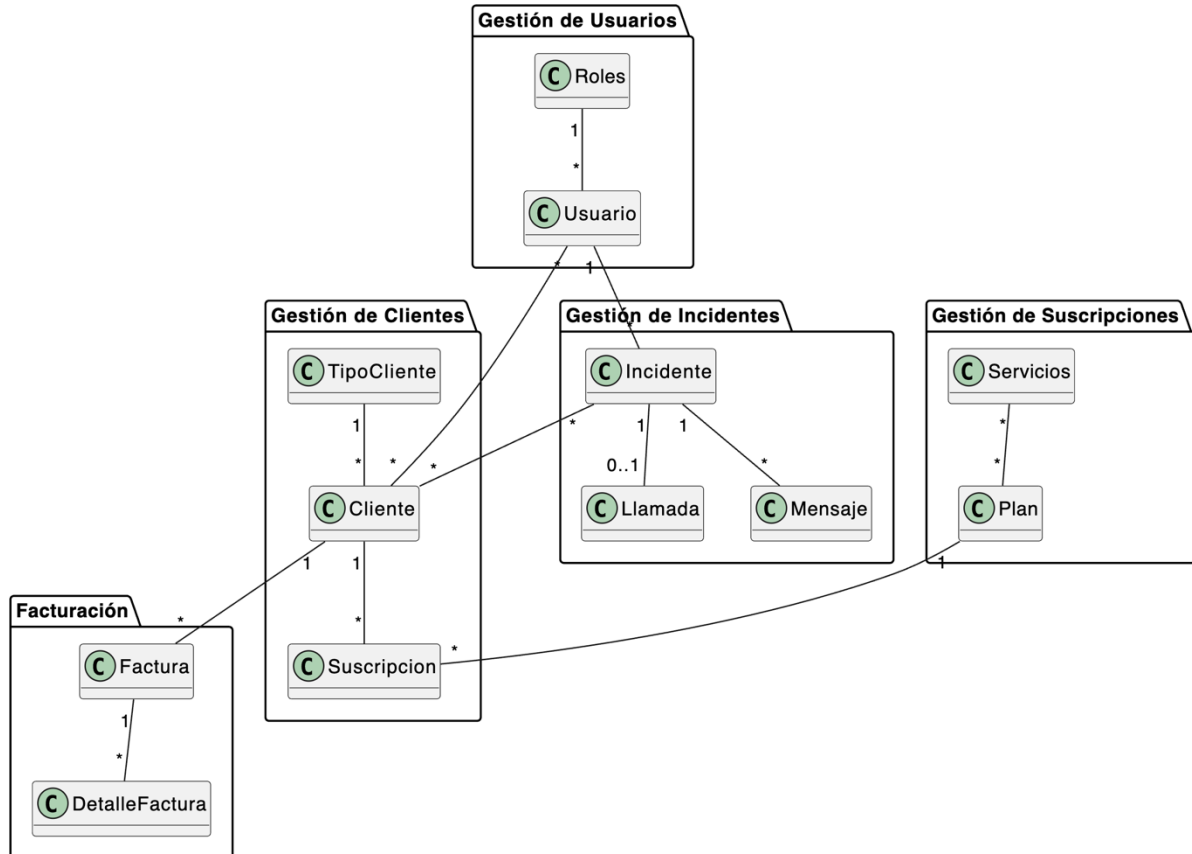 Gestión de Usuarios
C Roles
1
*
C Usuario
* 1
Gestión de Clientes
Gestión de Incidentes
Gestión de Suscripciones
*
C TipoCliente
C Incidente
C Servicios
1
*
1
1
*
* *
*
0..1
*
*
C Cliente
C Llamada
C Mensaje
C Plan
1
1
1
Facturación
*
*
*
C Factura
C Suscripcion
1
*
C DetalleFactura